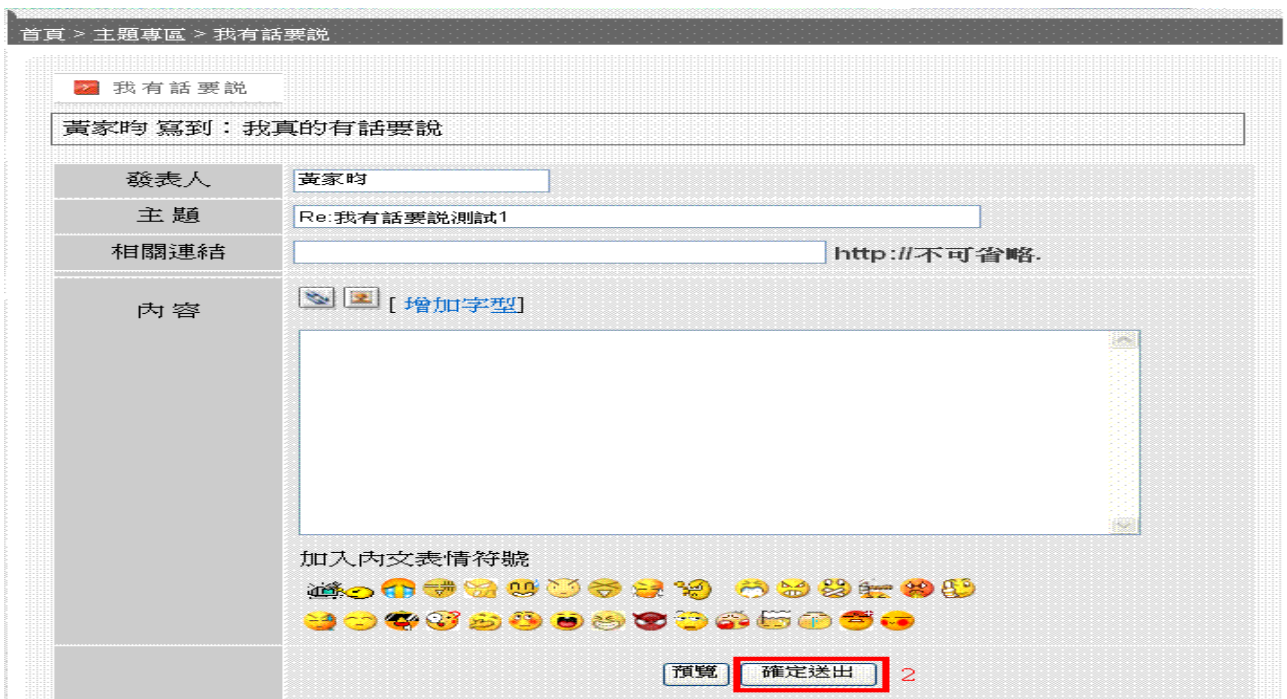 首頁 > 主題專區 > 我有話要說
我有話要說
黃家昀 寫到：我真的有話要說
發表人 黃家昀
主 題 Re:我有話要說測試1
相關連結 http://不可省略.
內 容 [ 增加字型]
加入內文表情符號
預覽 確定送出 2